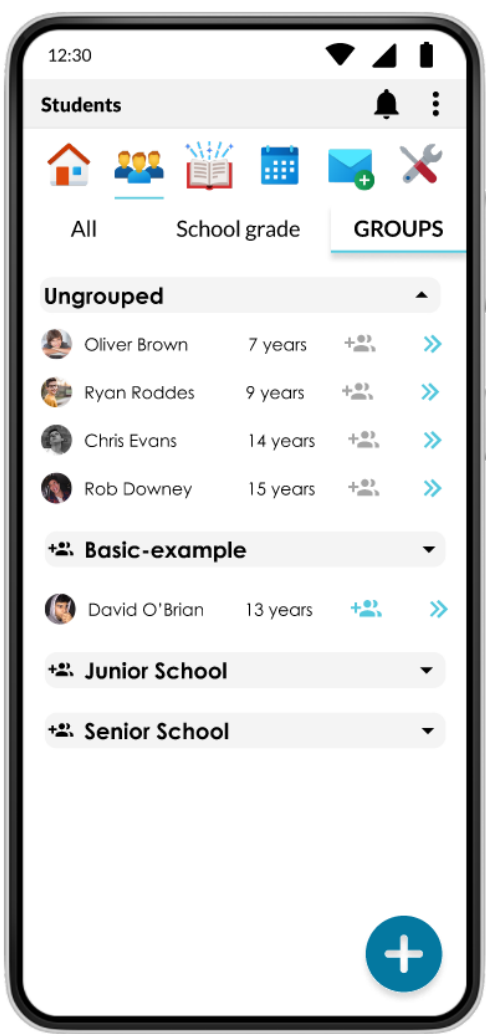 12:30
Students
All School grade GROUPS
Ungrouped
Oliver Brown 7 years
Ryan Roddes 9 years
Chris Evans 14 years
Rob Downey 15 years
Basic-example
David O’Brian 13 years
Junior School
Senior School